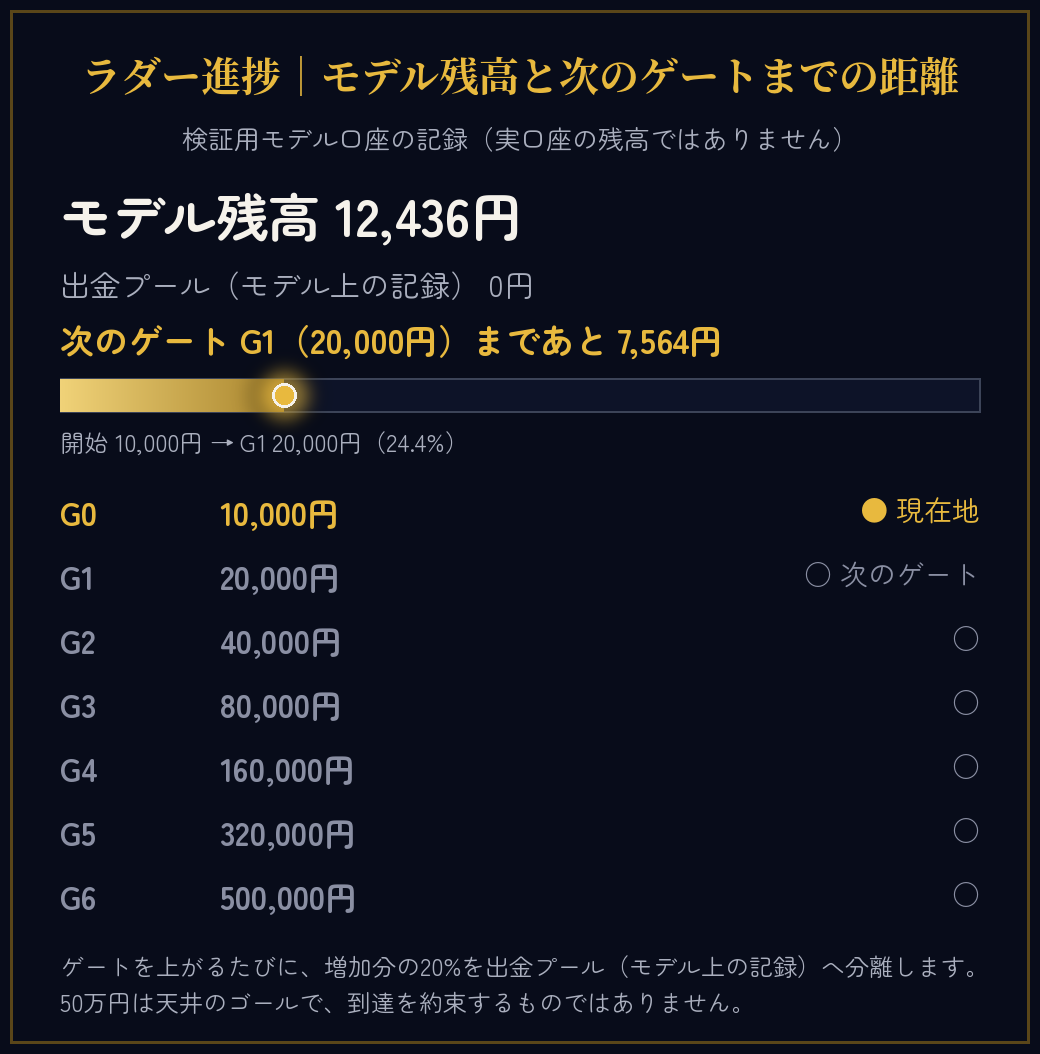 ラダー進捗｜モデル残高と次のゲートまでの距離
検証用モデル口座の記録（実口座の残高ではありません）
モデル残高 12,436円
出金プール（モデル上の記録） 0円
次のゲート G1（20,000円）まであと 7,564円
開始 10,000円 → G1 20,000円（24.4%）
G0 10,000円 ● 現在地
G1 20,000円 ○ 次のゲート
G2 40,000円 ○
G3 80,000円 ○
G4 160,000円 ○
G5 320,000円 ○
G6 500,000円 ○
ゲートを上がるたびに、増加分の20%を出金プール（モデル上の記録）へ分離します。
50万円は天井のゴールで、到達を約束するものではありません。